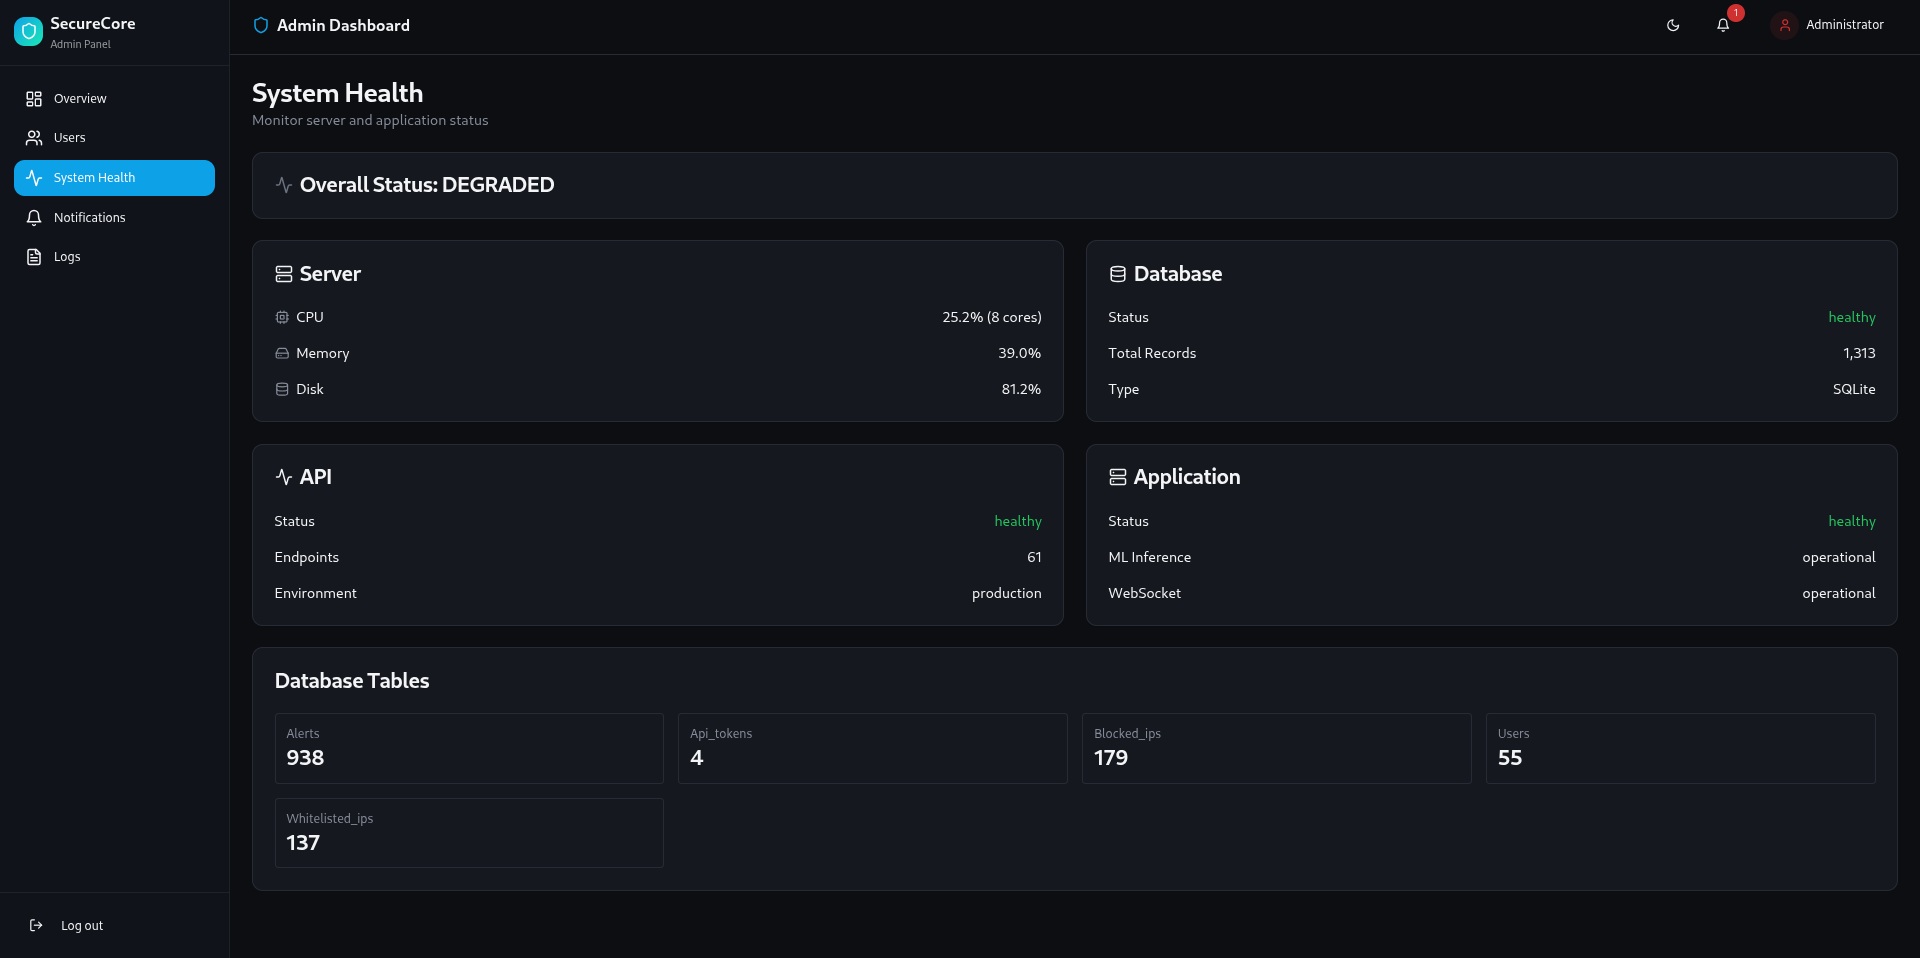 SecureCore
Admin Panel
Overview
Users
System Health
Notifications
Logs
Log out
Admin Dashboard
1
Administrator
System Health
Monitor server and application status
Overall Status: DEGRADED
Server
CPU 25.2% (8 cores)
Memory 39.0%
Disk 81.2%
Database
Status healthy
Total Records 1,313
Type SQLite
API
Status healthy
Endpoints 61
Environment production
Application
Status healthy
ML Inference operational
WebSocket operational
Database Tables
Alerts
938
Api_tokens
4
Blocked_ips
179
Users
55
Whitelisted_ips
137